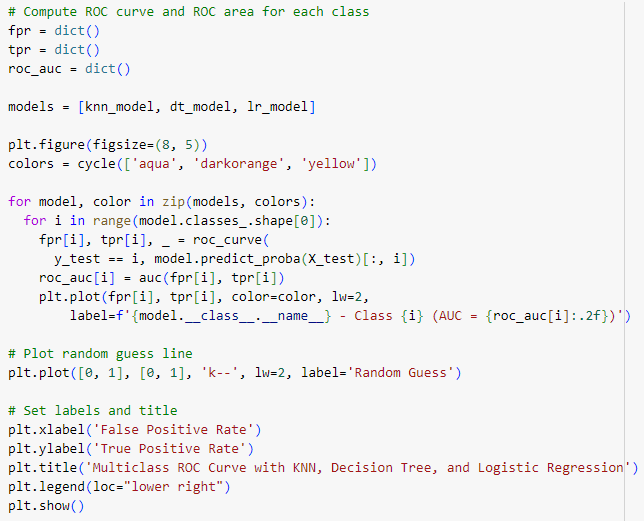 # Compute ROC curve and ROC area for each class
fpr = dict()
tpr = dict()
roc_auc = dict()

models = [knn_model, dt_model, lr_model]

plt.figure(figsize=(8, 5))
colors = cycle(['aqua', 'darkorange', 'yellow'])

for model, color in zip(models, colors):
  for i in range(model.classes_.shape[0]):
    fpr[i], tpr[i], _ = roc_curve(
      y_test == i, model.predict_proba(X_test)[:, i])
    roc_auc[i] = auc(fpr[i], tpr[i])
    plt.plot(fpr[i], tpr[i], color=color, lw=2,
        label=f'{model.__class__.__name__} - Class {i} (AUC = {roc_auc[i]:.2f})')

# Plot random guess line
plt.plot([0, 1], [0, 1], 'k--', lw=2, label='Random Guess')

# Set labels and title
plt.xlabel('False Positive Rate')
plt.ylabel('True Positive Rate')
plt.title('Multiclass ROC Curve with KNN, Decision Tree, and Logistic Regression')
plt.legend(loc="lower right")
plt.show()